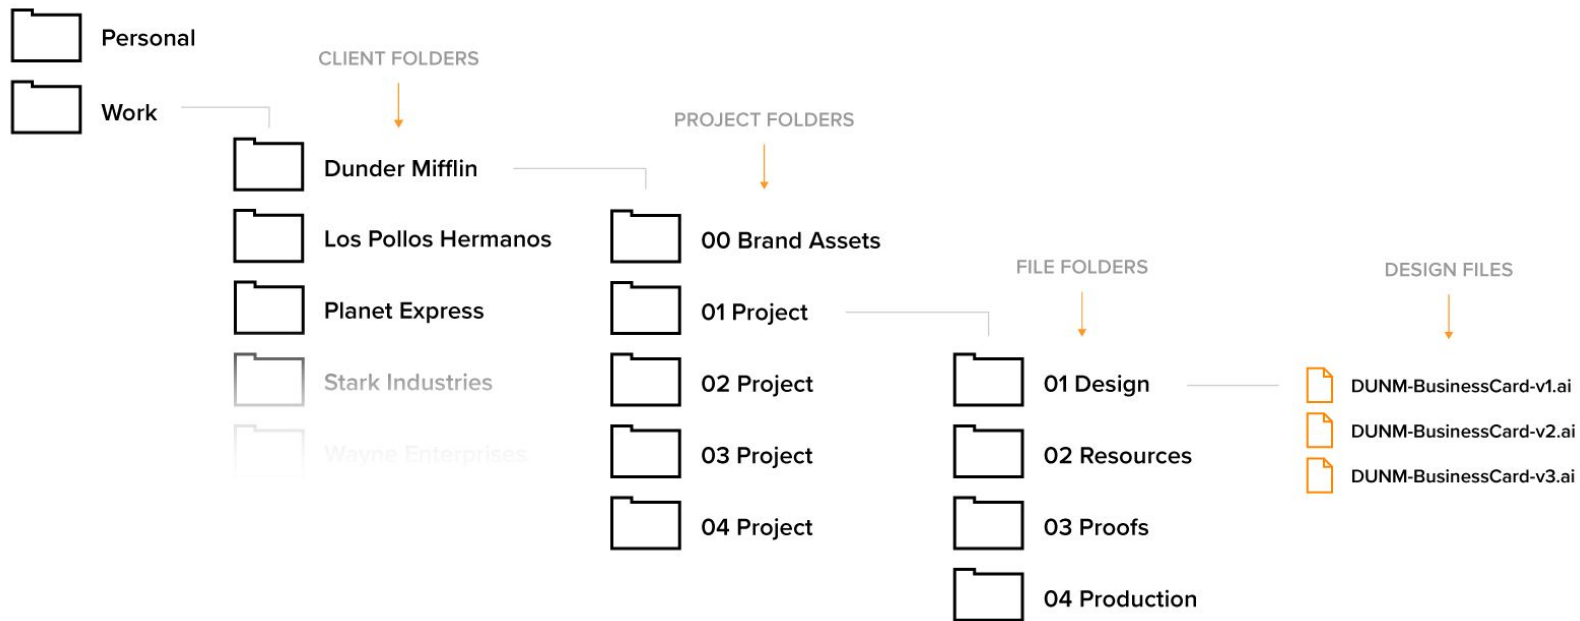 Personal
CLIENT FOLDERS
Work
PROJECT FOLDERS
Dunder Mifflin
Los Pollos Hermanos
00 Brand Assets
FILE FOLDERS
DESIGN FILES
Planet Express
01 Project
Stark Industries
02 Project
01 Design
DUNM-BusinessCard-v1.ai
DUNM-BusinessCard-v2.ai
Wayne Enterprises
03 Project
02 Resources
DUNM-BusinessCard-v3.ai
04 Project
03 Proofs
04 Production